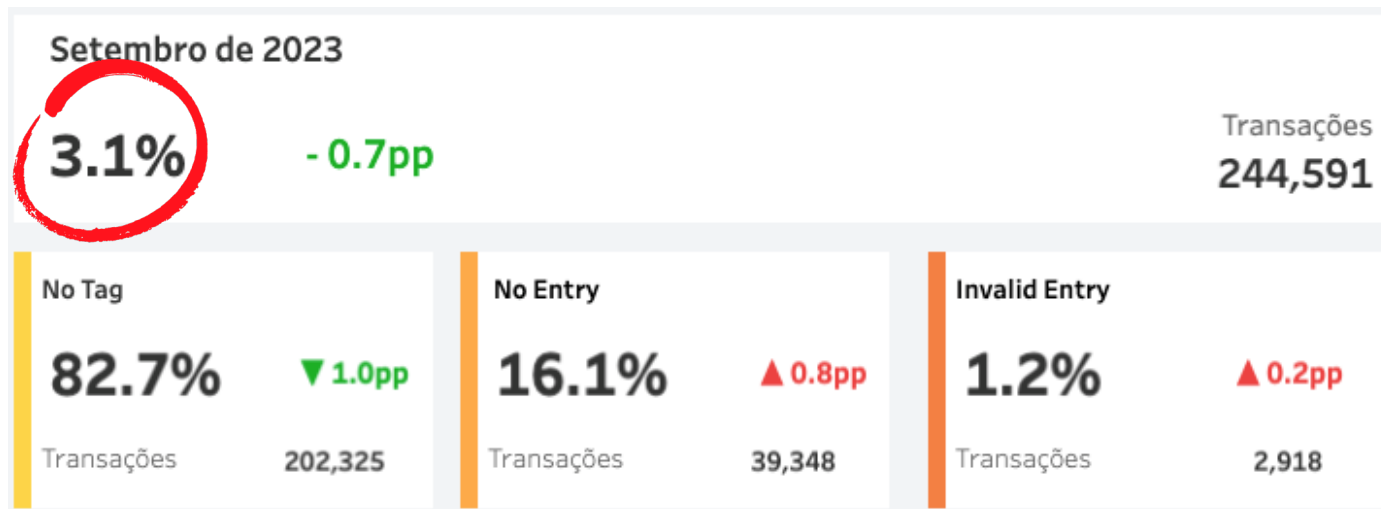 Setembro de 2023
3.1%
- 0.7pp
Transações
244,591
No Tag
82.7%
▼ 1.0pp
Transações
202,325
No Entry
16.1%
▲ 0.8pp
Transações
39,348
Invalid Entry
1.2%
▲ 0.2pp
Transações
2,918